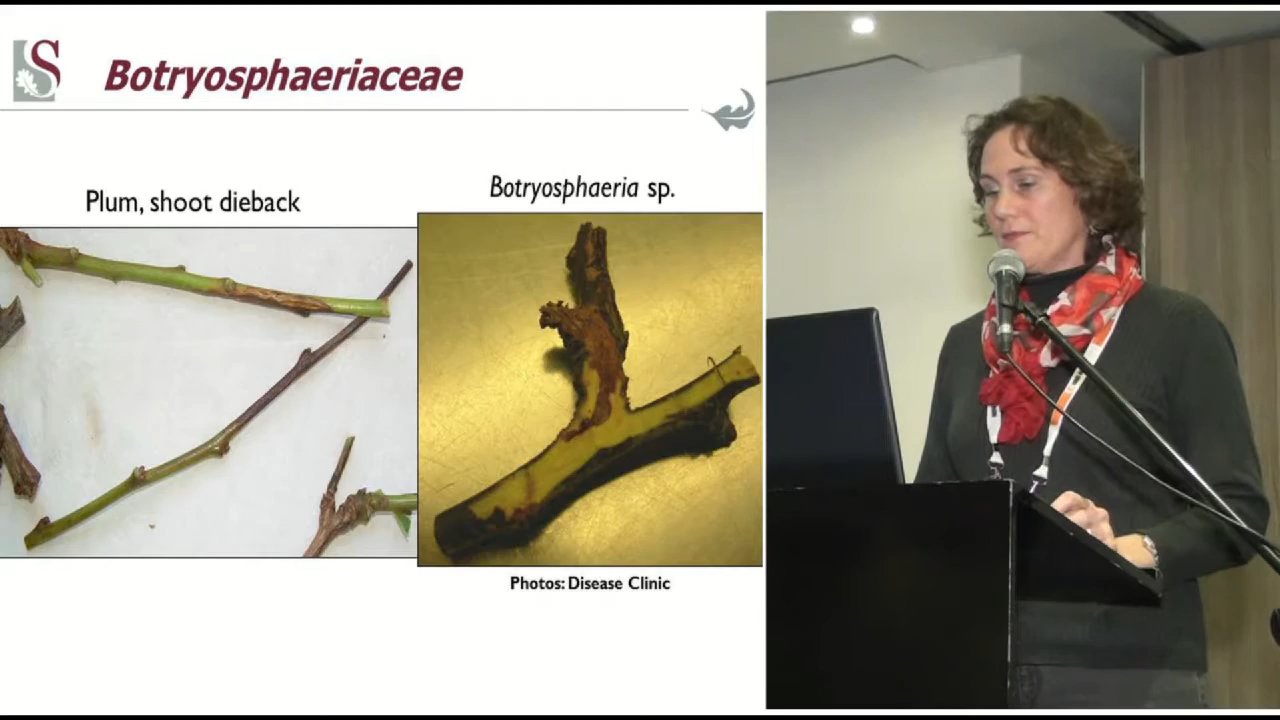 S
Botryosphaeriaceae
Plum, shoot dieback
Botryosphaeria sp.
Photos: Disease Clinic